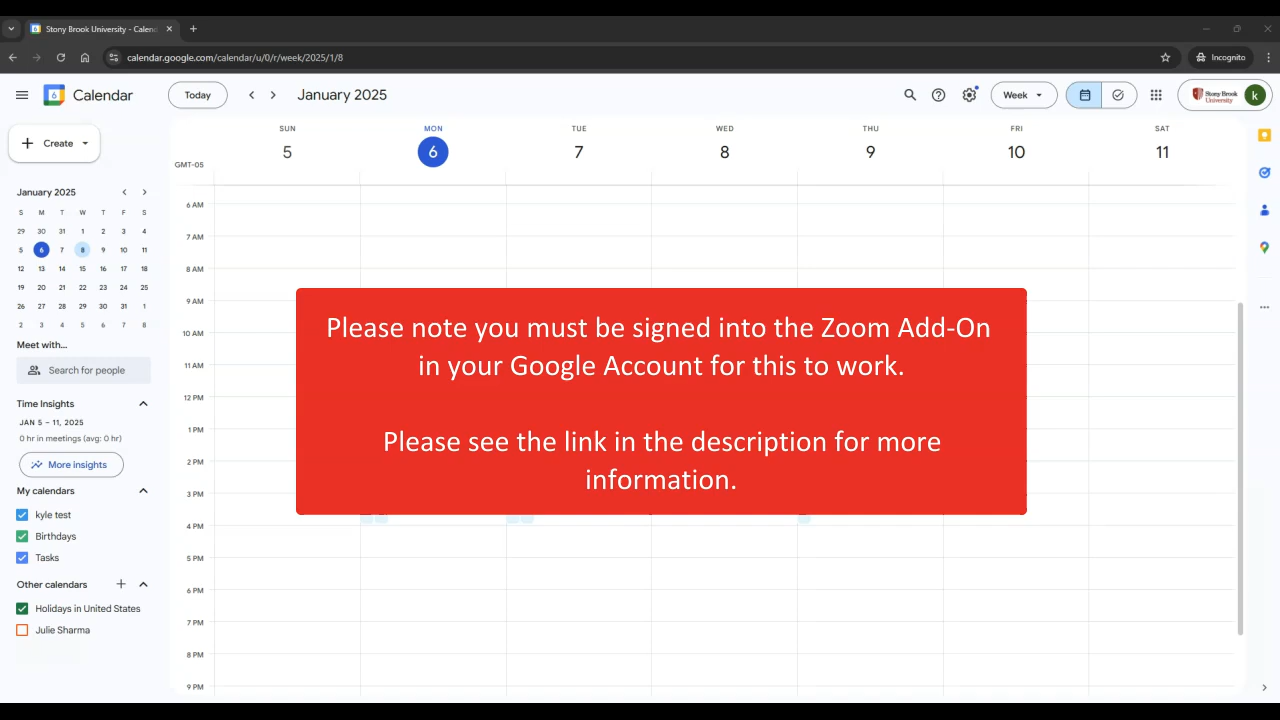 Stony Brook University - Calend
calendar.google.com/calendar/u/0/r/week/2025/1/8
Incognito
Calendar
Today
January 2025
Week
Stony Brook
University
k
Create
SUN
MON
TUE
WED
THU
FRI
SAT
5
6
7
8
9
10
11
GMT-05
January 2025
S M T W T F S
29 30 31 1 2 3 4
5 6 7 8 9 10 11
12 13 14 15 16 17 18
19 20 21 22 23 24 25
26 27 28 29 30 31 1
2 3 4 5 6 7 8
Meet with...
Search for people
Time Insights
JAN 5 – 11, 2025
0 hr in meetings (avg: 0 hr)
More insights
My calendars
kyle test
Birthdays
Tasks
Other calendars
Holidays in United States
Julie Sharma
6 AM
7 AM
8 AM
9 AM
10 AM
11 AM
12 PM
1 PM
2 PM
3 PM
4 PM
5 PM
6 PM
7 PM
8 PM
9 PM
Please note you must be signed into the Zoom Add-On
in your Google Account for this to work.
Please see the link in the description for more
information.